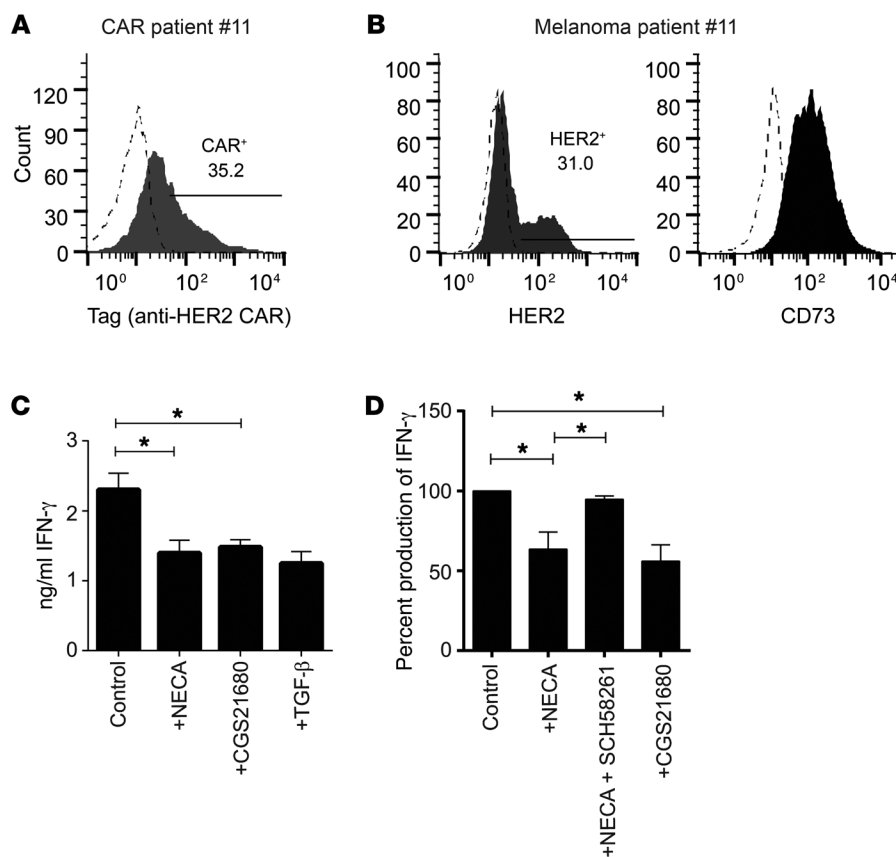 A CAR patient #11
B Melanoma patient #11
Count
120
90
60
30
0
CAR⁺
35.2
10⁰ 10² 10⁴
Tag (anti-HER2 CAR)
100
80
60
40
20
0
HER2⁺
31.0
10⁰ 10² 10⁴
HER2
100
80
60
40
20
0
10⁰ 10² 10⁴
CD73
C
ng/ml IFN-γ
3
2
1
0
*
*
Control
+NECA
+CGS21680
+TGF-β
D
Percent production of IFN-γ
150
100
50
0
*
*
*
Control
+NECA
+NECA + SCH58261
+CGS21680